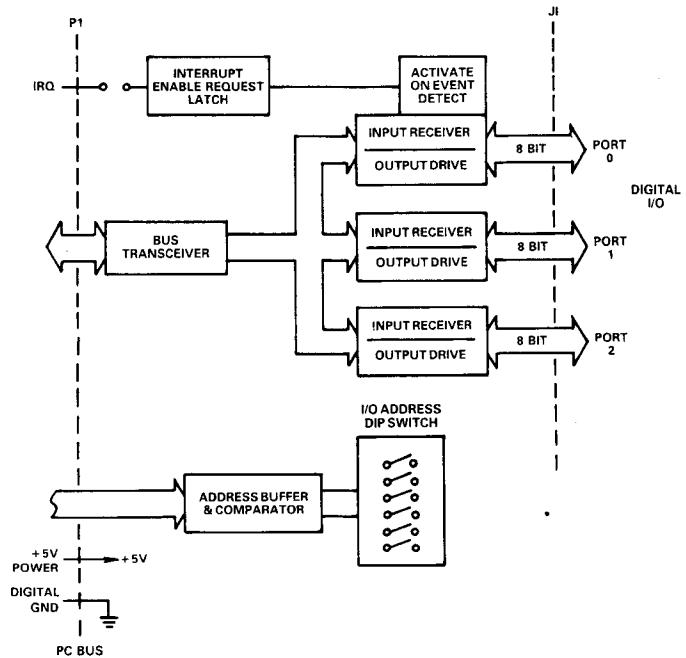 P1
J1
IRQ
INTERRUPT
ENABLE REQUEST
LATCH
ACTIVATE
ON EVENT
DETECT
INPUT RECEIVER
OUTPUT DRIVE
8 BIT
PORT
0
DIGITAL
I/O
BUS
TRANSCEIVER
INPUT RECEIVER
OUTPUT DRIVE
8 BIT
PORT
1
INPUT RECEIVER
OUTPUT DRIVE
8 BIT
PORT
2
I/O ADDRESS
DIP SWITCH
ADDRESS BUFFER
& COMPARATOR
+5V
POWER
+5V
DIGITAL
GND
PC BUS